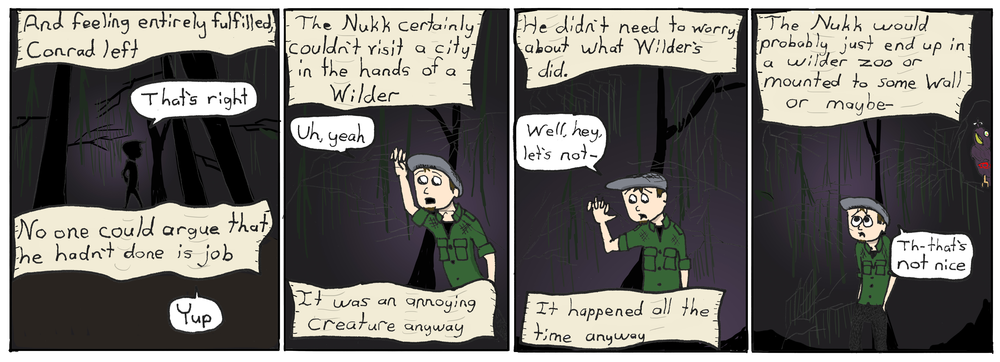 And feeling entirely fulfilled,
Conrad left
That's right
No one could argue that
he hadn't done is job
Yup
The Nukk certainly
couldn't visit a city
in the hands of a
Wilder
Uh, yeah
It was an annoying
creature anyway
He didn't need to worry
about what Wilder's
did.
Well, hey,
let's not-
It happened all the
time anyway
The Nukk would
probably just end up in
a wilder zoo or
mounted to some wall
or maybe-
Th-that's
not nice